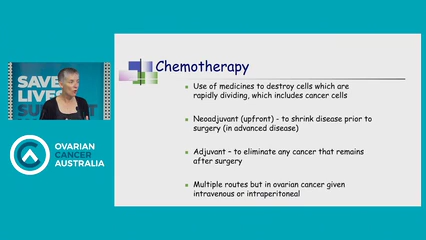 SAVE
LIVES
SUPPORT
OVARIAN
CANCER
AUSTRALIA
Chemotherapy
Use of medicines to destroy cells which are
rapidly dividing, which includes cancer cells
Neoadjuvant (upfront) - to shrink disease prior to
surgery (in advanced disease)
Adjuvant – to eliminate any cancer that remains
after surgery
Multiple routes but in ovarian cancer given
intravenous or intraperitoneal